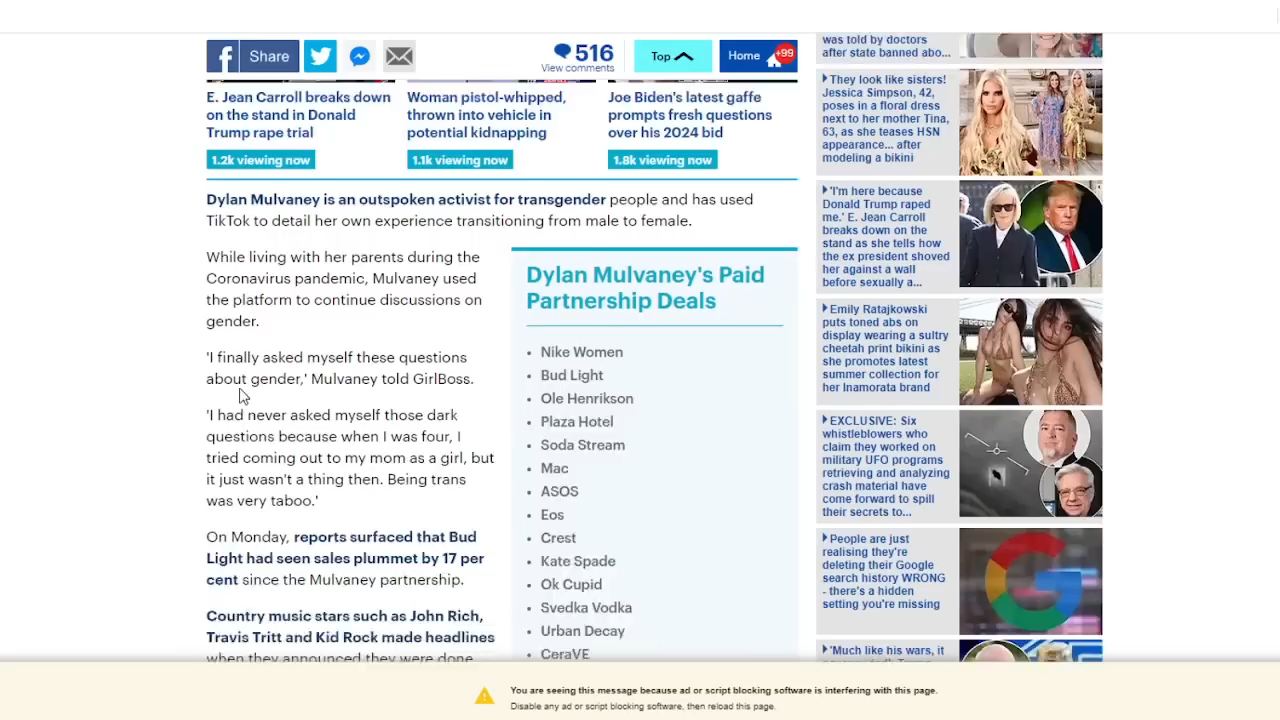 Share
516
View comments
Top
Home
+99
E. Jean Carroll breaks down
on the stand in Donald
Trump rape trial
1.2k viewing now
Woman pistol-whipped,
thrown into vehicle in
potential kidnapping
1.1k viewing now
Joe Biden's latest gaffe
prompts fresh questions
over his 2024 bid
1.8k viewing now
Dylan Mulvaney is an outspoken activist for transgender people and has used
TikTok to detail her own experience transitioning from male to female.
While living with her parents during the
Coronavirus pandemic, Mulvaney used
the platform to continue discussions on
gender.
'I finally asked myself these questions
about gender,' Mulvaney told GirlBoss.
'I had never asked myself those dark
questions because when I was four, I
tried coming out to my mom as a girl, but
it just wasn't a thing then. Being trans
was very taboo.'
On Monday, reports surfaced that Bud
Light had seen sales plummet by 17 per
cent since the Mulvaney partnership.
Country music stars such as John Rich,
Travis Tritt and Kid Rock made headlines
when they announced they were done
Dylan Mulvaney's Paid
Partnership Deals
• Nike Women
• Bud Light
• Ole Henrikson
• Plaza Hotel
• Soda Stream
• Mac
• ASOS
• Eos
• Crest
• Kate Spade
• Ok Cupid
• Svedka Vodka
• Urban Decay
• CeraVE
was told by doctors
after state banned abo...
They look like sisters!
Jessica Simpson, 42,
poses in a floral dress
next to her mother Tina,
63, as she teases HSN
appearance... after
modeling a bikini
'I'm here because
Donald Trump raped
me.' E. Jean Carroll
breaks down on the
stand as she tells how
the ex president shoved
her against a wall
before sexually a...
Emily Ratajkowski
puts toned abs on
display wearing a sultry
cheetah print bikini as
she promotes latest
summer collection for
her Inamorata brand
EXCLUSIVE: Six
whistleblowers who
claim they worked on
military UFO programs
retrieving and analyzing
crash material have
come forward to spill
their secrets to...
People are just
realising they're
deleting their Google
search history WRONG
- there's a hidden
setting you're missing
'Much like his wars, it
You are seeing this message because ad or script blocking software is interfering with this page.
Disable any ad or script blocking software, then reload this page.